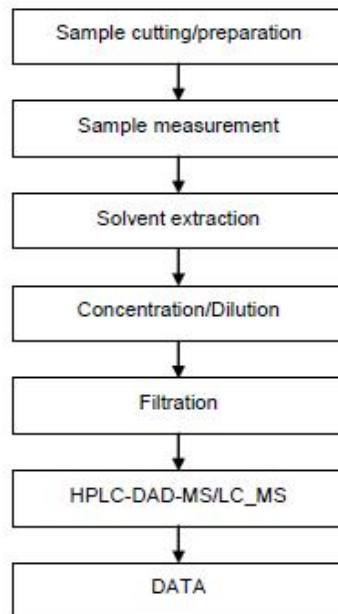 Sample cutting/preparation
Sample measurement
Solvent extraction
Concentration/Dilution
Filtration
HPLC-DAD-MS/LC_MS
DATA